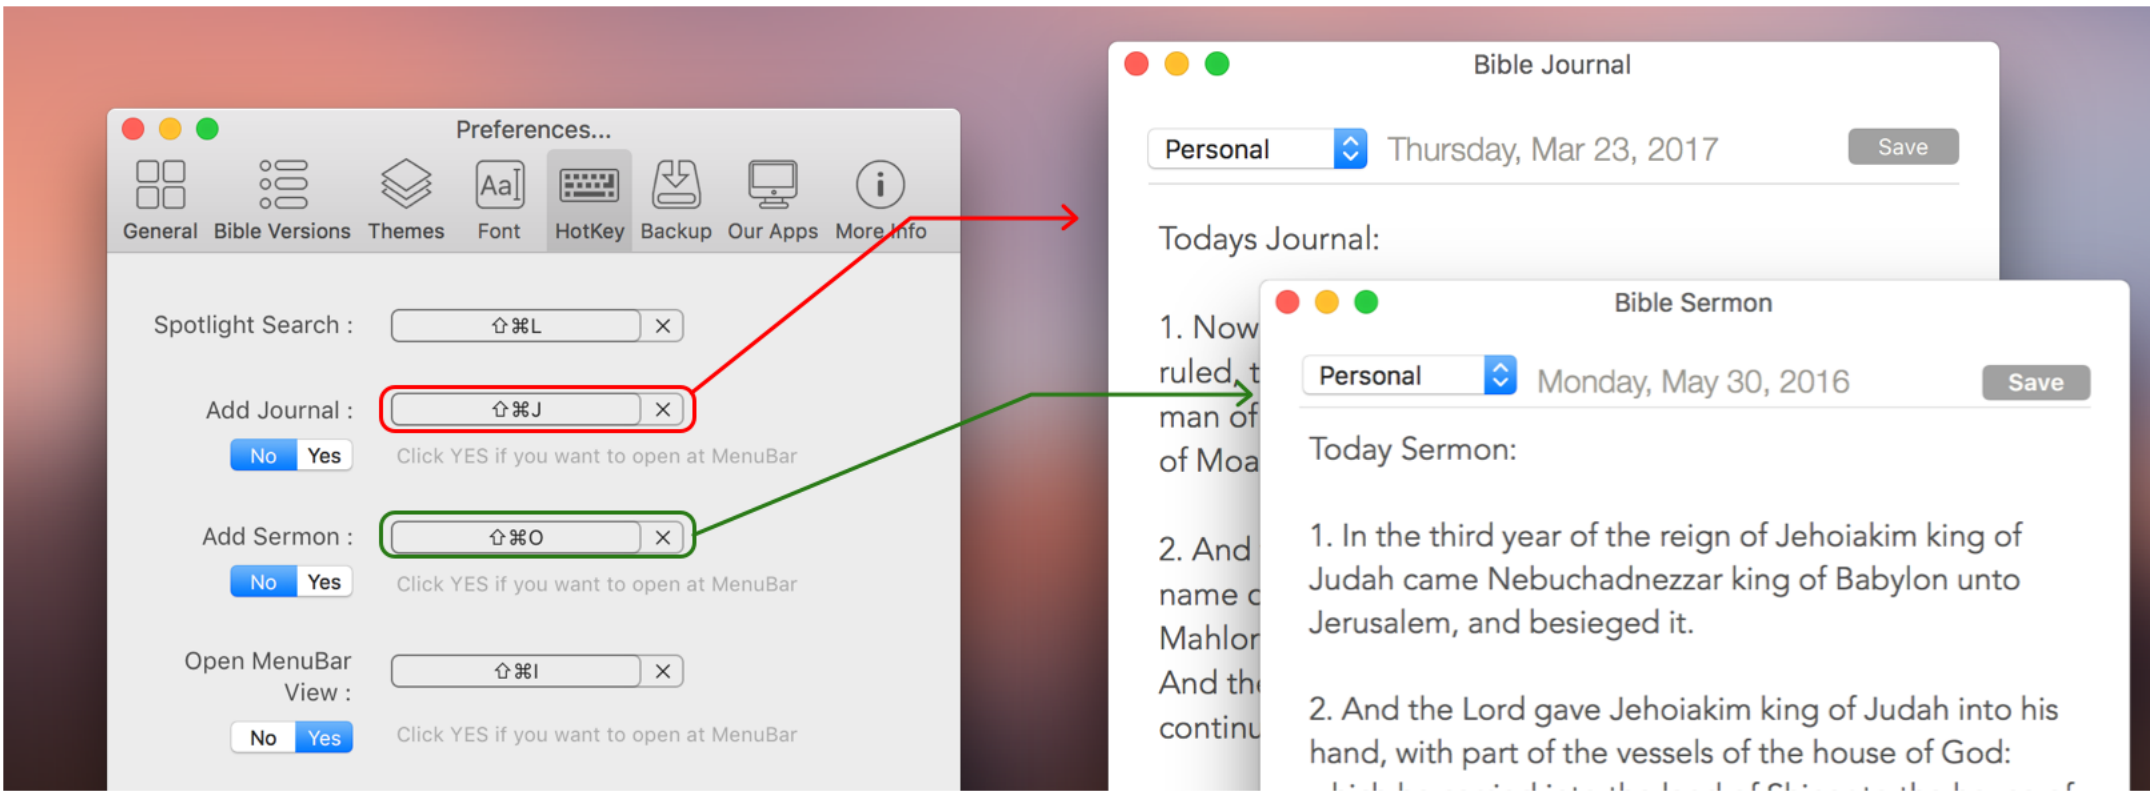 Preferences...
General Bible Versions Themes Font HotKey Backup Our Apps More Info
Spotlight Search : ⇧⌘L ×
Add Journal : ⇧⌘J ×
No Yes Click YES if you want to open at MenuBar
Add Sermon : ⇧⌘O ×
No Yes Click YES if you want to open at MenuBar
Open MenuBar
View : ⇧⌘I ×
No Yes Click YES if you want to open at MenuBar
Bible Journal
Personal Thursday, Mar 23, 2017 Save
Todays Journal:
1. Now
ruled, t
man of
of Moa
2. And
name o
Mahlon
And the
continu
Bible Sermon
Personal Monday, May 30, 2016 Save
Today Sermon:
1. In the third year of the reign of Jehoiakim king of
Judah came Nebuchadnezzar king of Babylon unto
Jerusalem, and besieged it.
2. And the Lord gave Jehoiakim king of Judah into his
hand, with part of the vessels of the house of God: